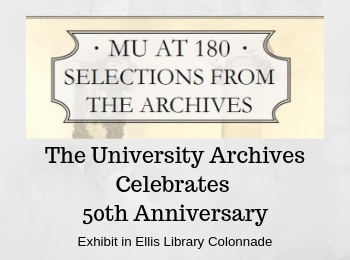 · MU AT 180 ·
SELECTIONS FROM
THE ARCHIVES
The University Archives
Celebrates
50th Anniversary
Exhibit in Ellis Library Colonnade